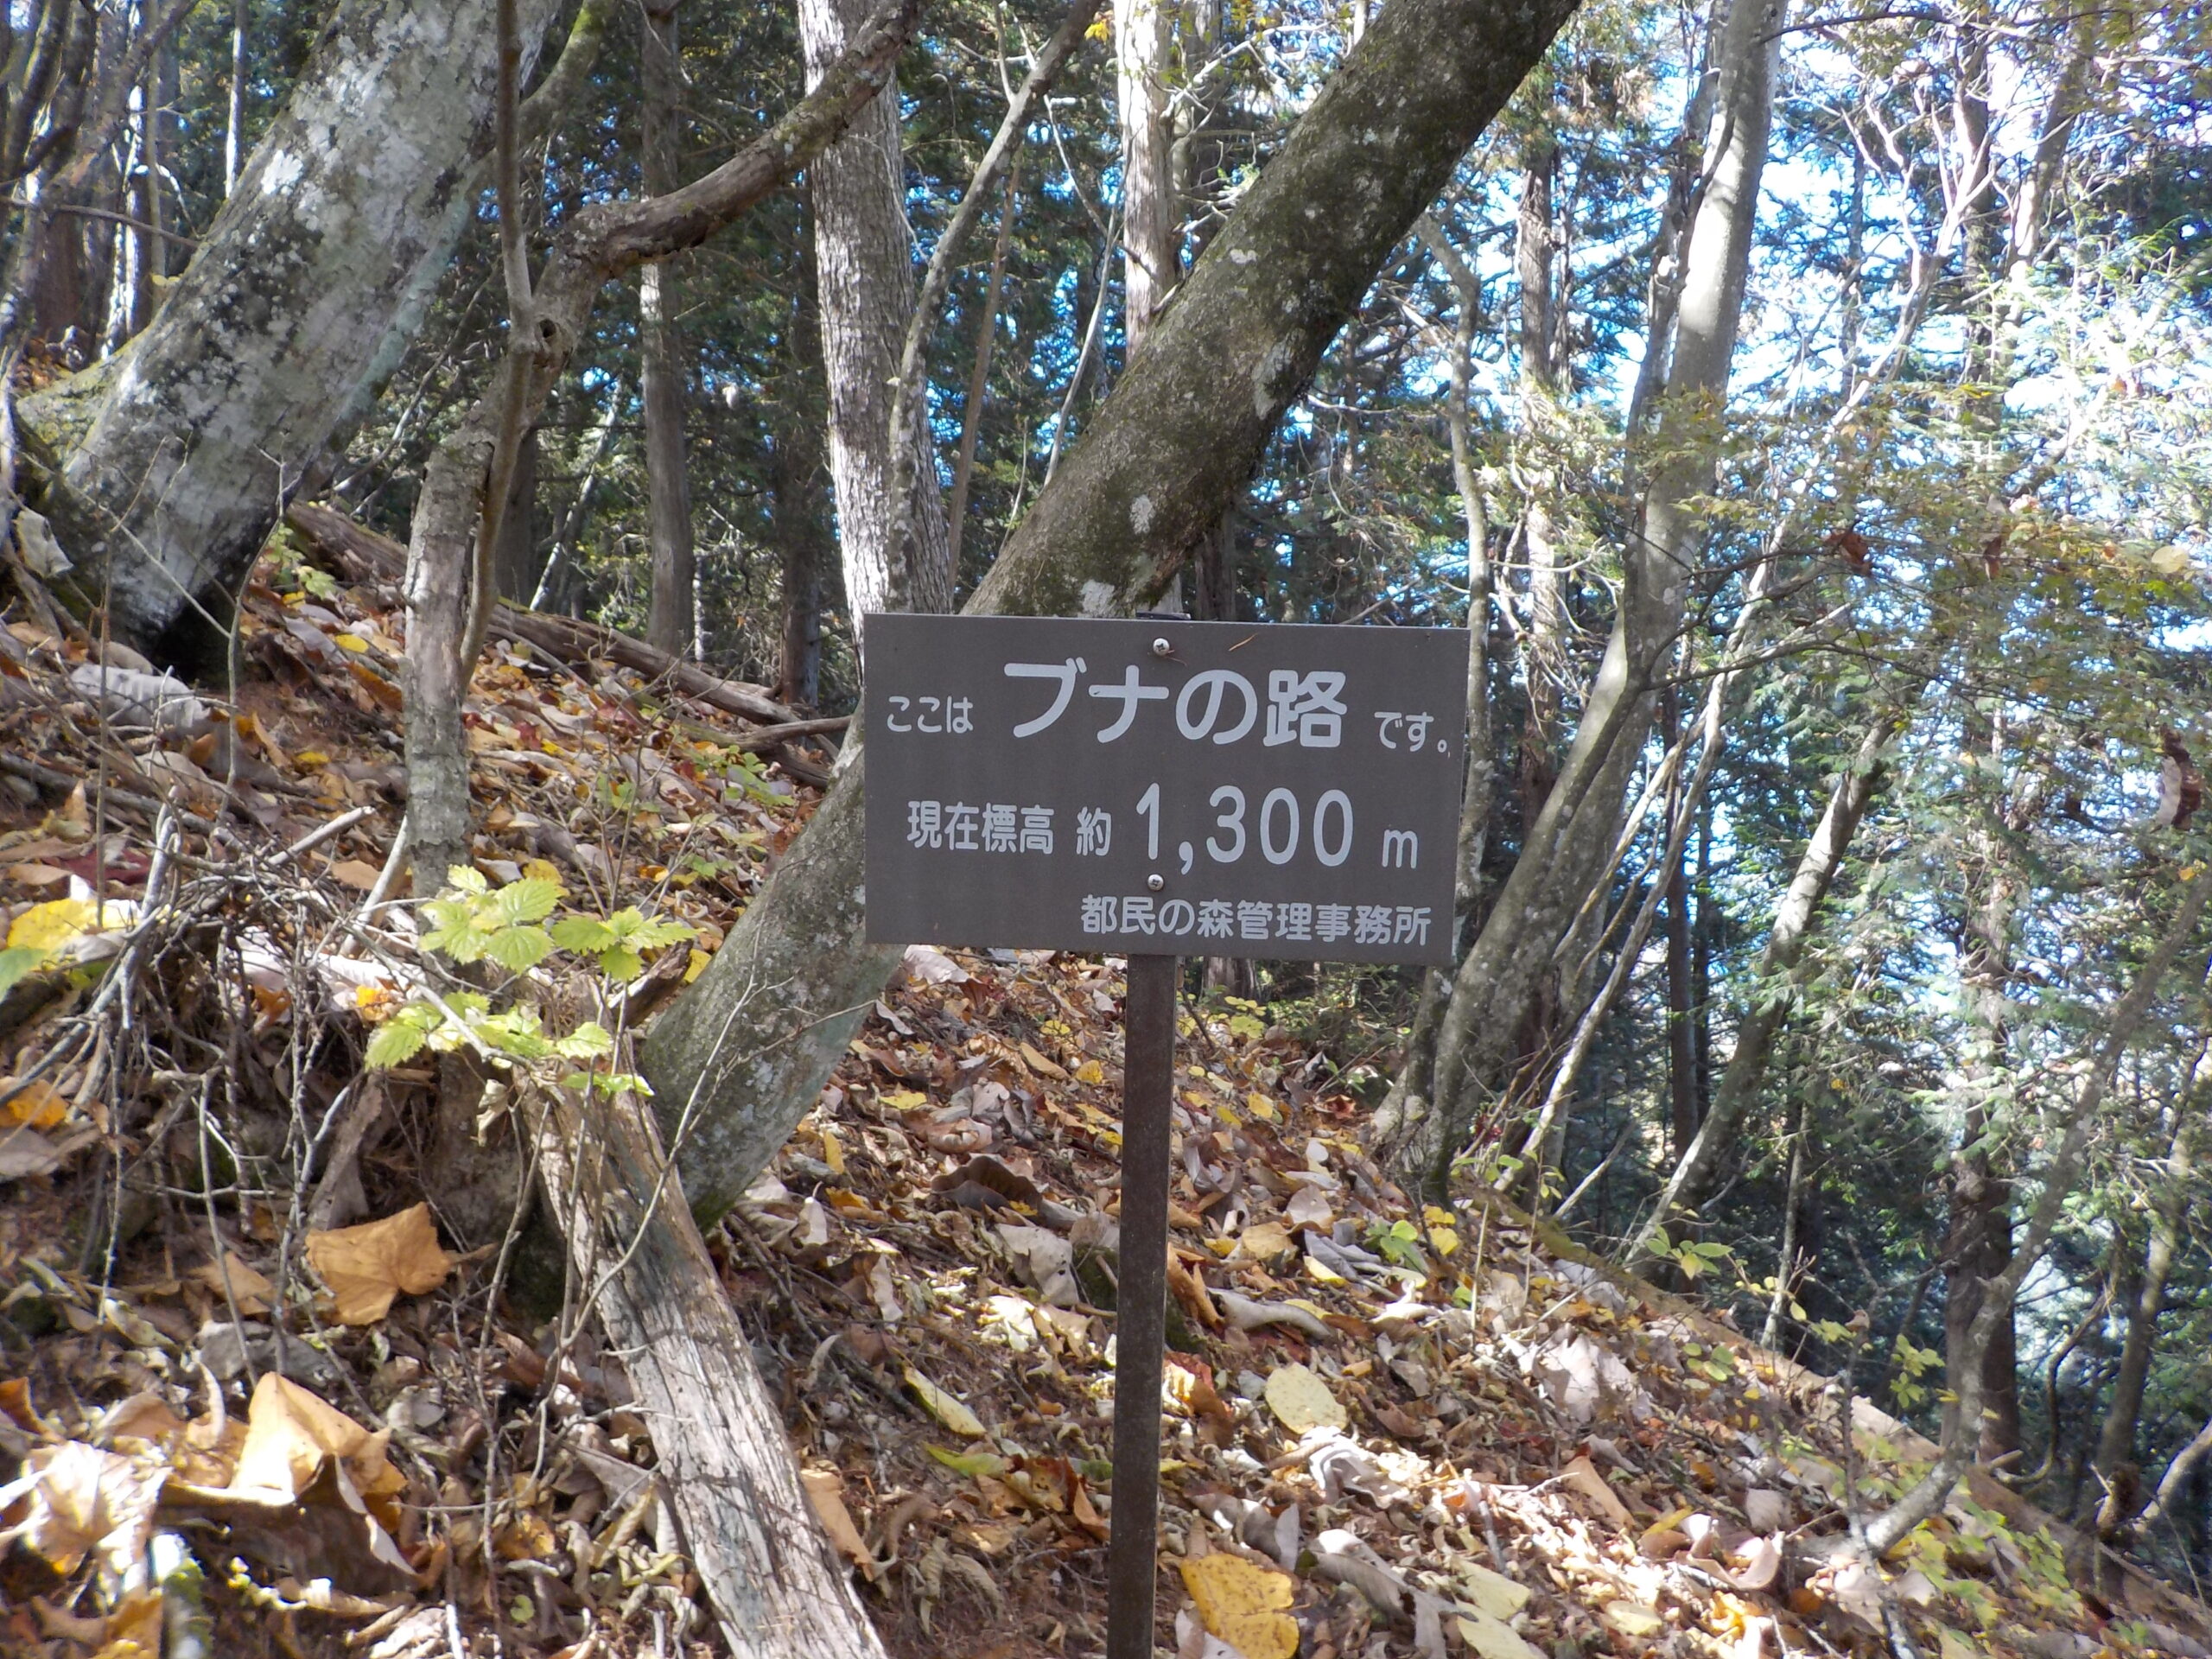 ここは ブナの路 です。
現在標高 約 1,300 m
都民の森管理事務所